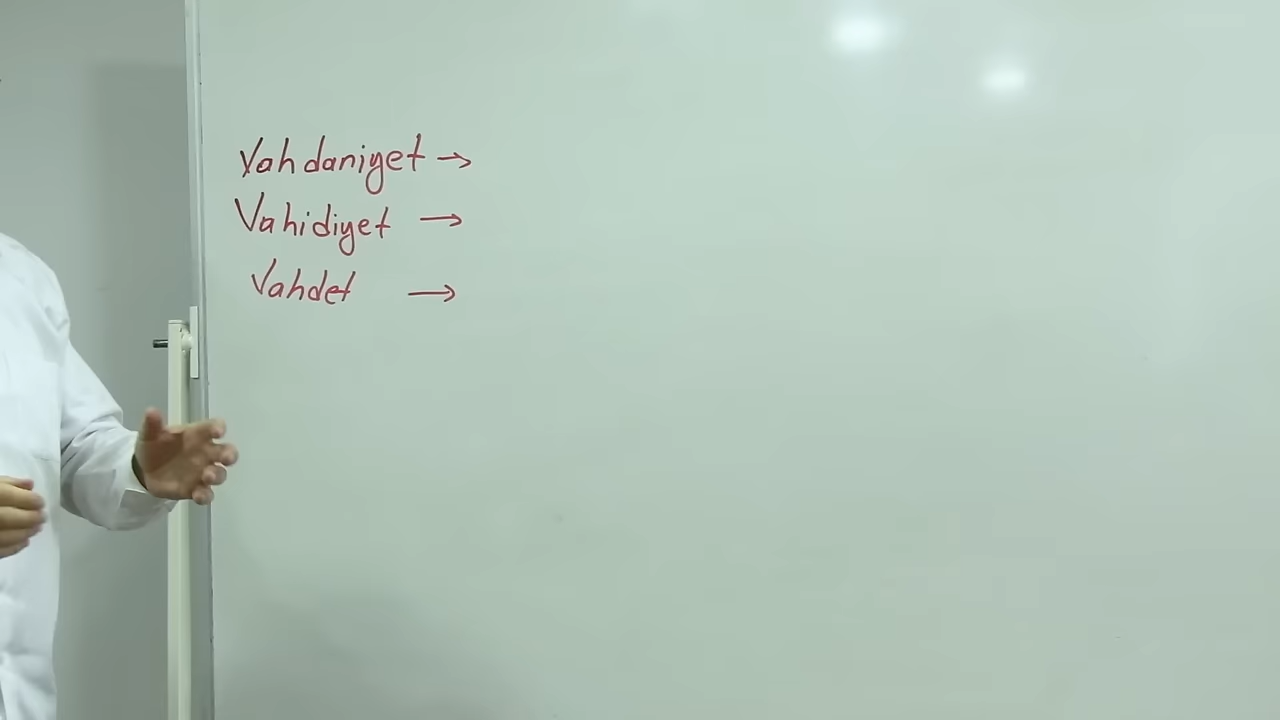 Vahdaniyet →
Vahidiyet →
Vahdet →